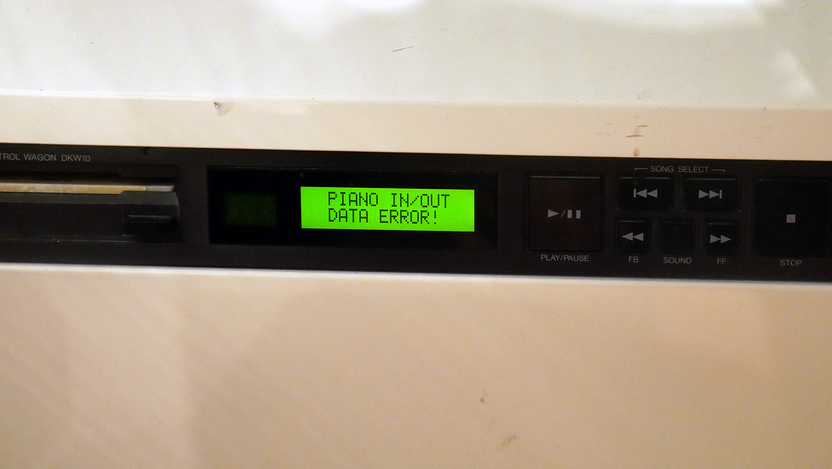 TROL WAGON DKW10
PIANO IN/OUT
DATA ERROR!
SONG SELECT
PLAY/PAUSE
FB
SOUND
FF
STOP